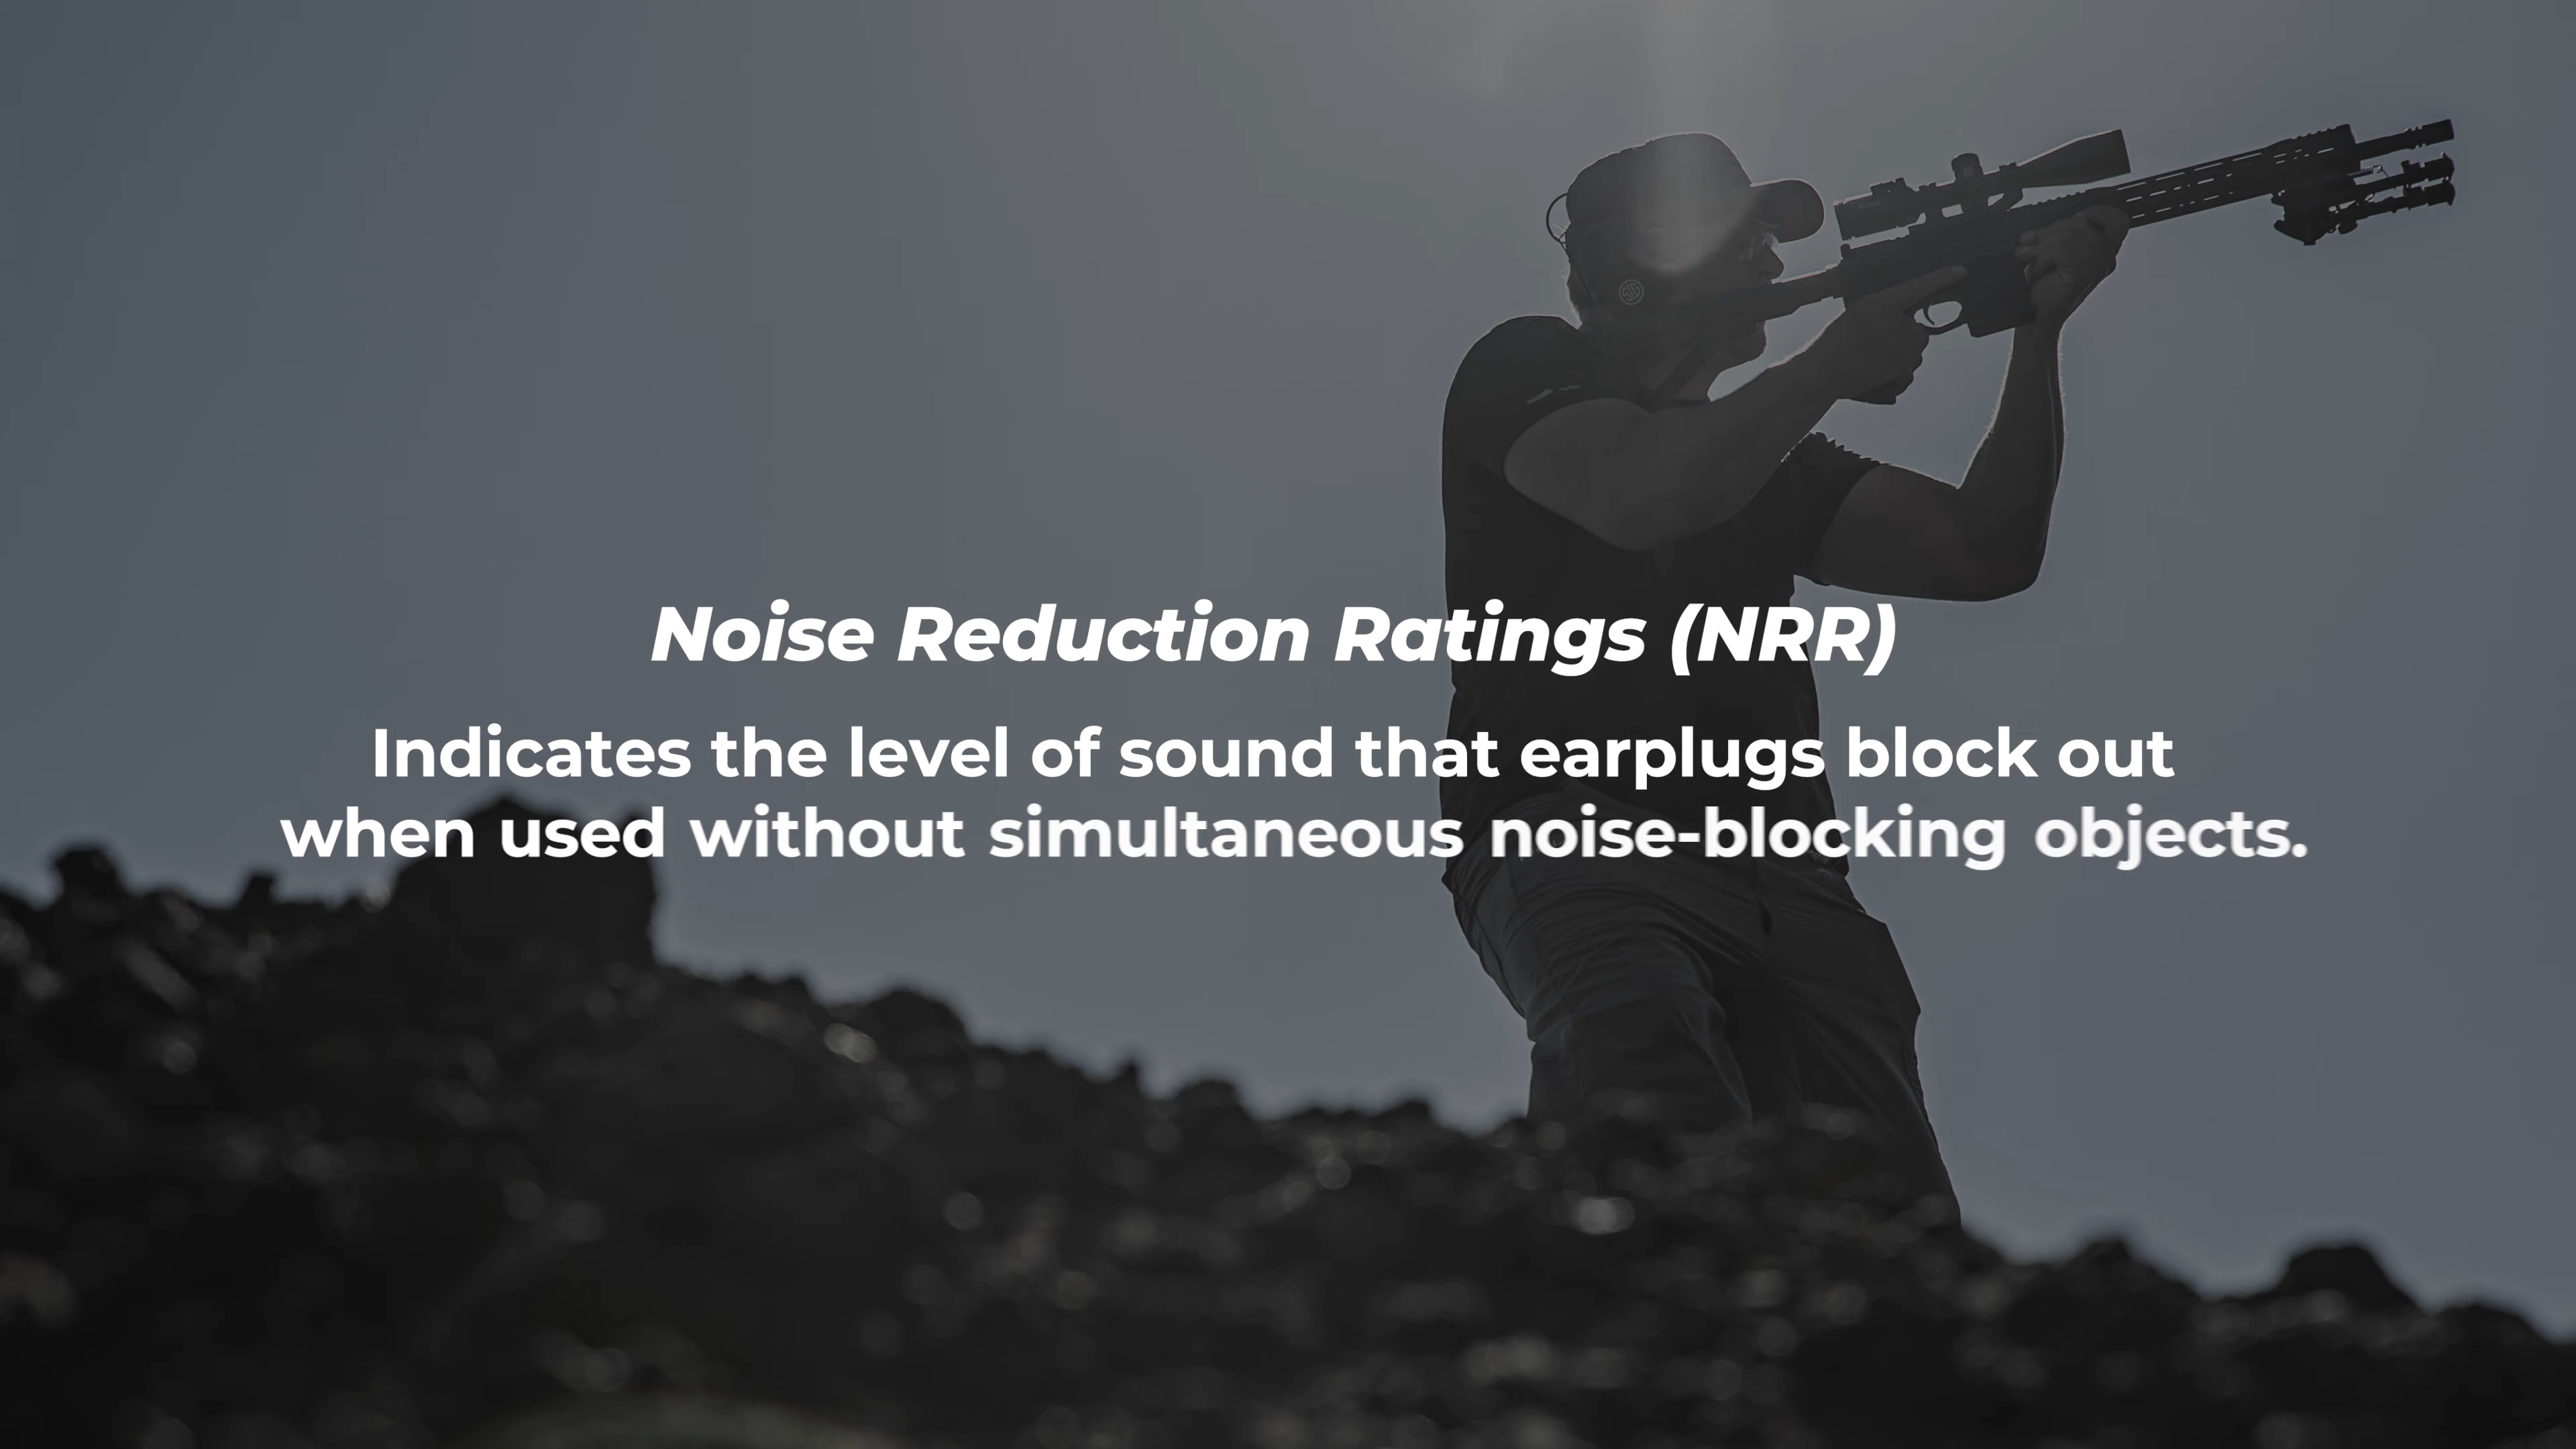 Noise Reduction Ratings (NRR)
Indicates the level of sound that earplugs block out
when used without simultaneous noise-blocking objects.
SIG